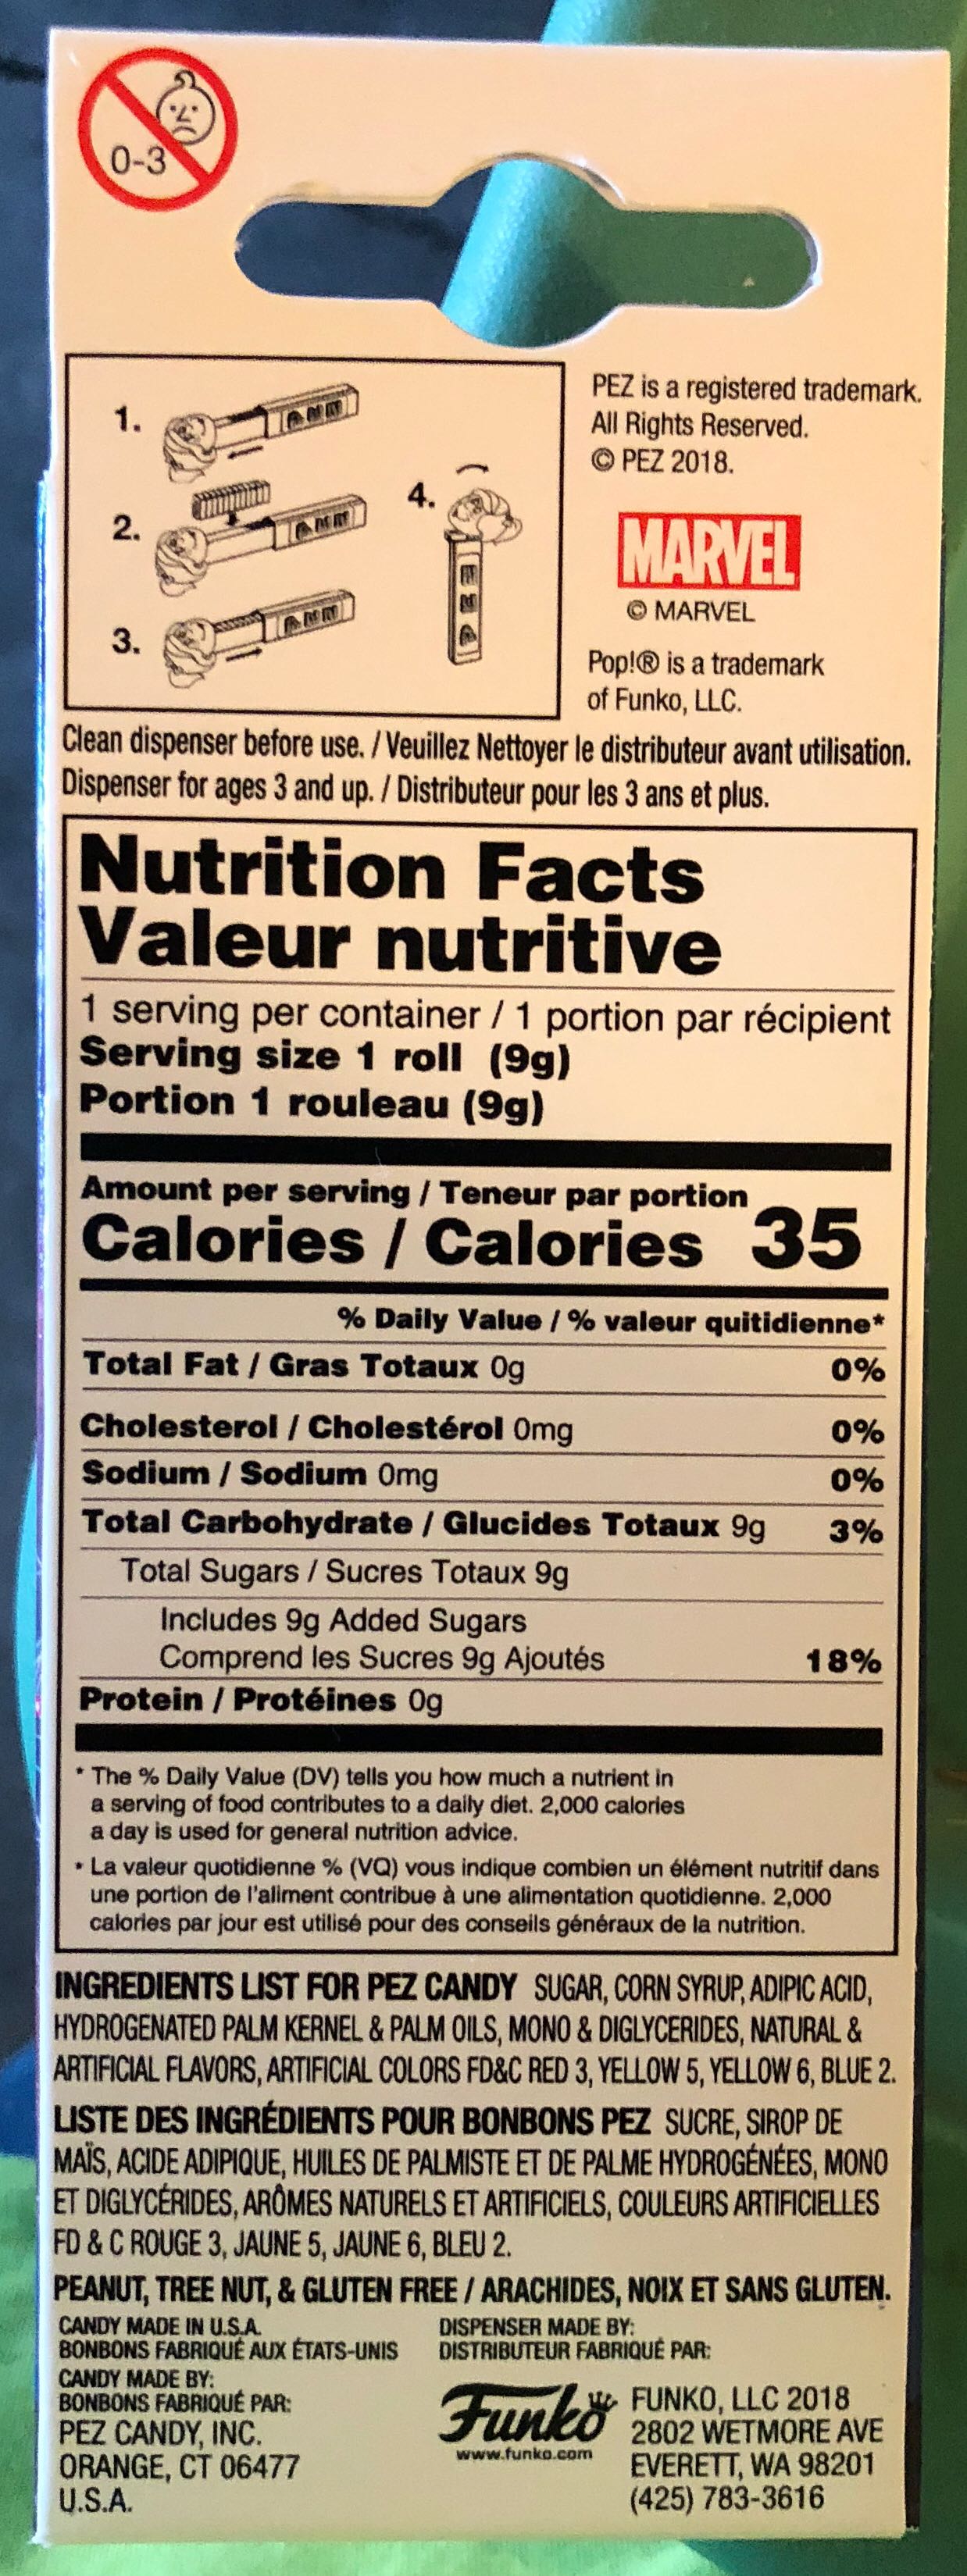 0-3
1.
2.
3.
4.
PEZ is a registered trademark.
All Rights Reserved.
© PEZ 2018.
MARVEL
© MARVEL
Pop!® is a trademark
of Funko, LLC.
Clean dispenser before use. / Veuillez Nettoyer le distributeur avant utilisation.
Dispenser for ages 3 and up. / Distributeur pour les 3 ans et plus.
Nutrition Facts
Valeur nutritive
1 serving per container / 1 portion par récipient
Serving size 1 roll (9g)
Portion 1 rouleau (9g)
Amount per serving / Teneur par portion
Calories / Calories 35
% Daily Value / % valeur quitidienne*
Total Fat / Gras Totaux 0g 0%
Cholesterol / Cholestérol 0mg 0%
Sodium / Sodium 0mg 0%
Total Carbohydrate / Glucides Totaux 9g 3%
Total Sugars / Sucres Totaux 9g
Includes 9g Added Sugars
Comprend les Sucres 9g Ajoutés 18%
Protein / Protéines 0g
* The % Daily Value (DV) tells you how much a nutrient in
a serving of food contributes to a daily diet. 2,000 calories
a day is used for general nutrition advice.
* La valeur quotidienne % (VQ) vous indique combien un élément nutritif dans
une portion de l'aliment contribue à une alimentation quotidienne. 2,000
calories par jour est utilisé pour des conseils généraux de la nutrition.
INGREDIENTS LIST FOR PEZ CANDY SUGAR, CORN SYRUP, ADIPIC ACID,
HYDROGENATED PALM KERNEL & PALM OILS, MONO & DIGLYCERIDES, NATURAL &
ARTIFICIAL FLAVORS, ARTIFICIAL COLORS FD&C RED 3, YELLOW 5, YELLOW 6, BLUE 2.
LISTE DES INGRÉDIENTS POUR BONBONS PEZ SUCRE, SIROP DE
MAÏS, ACIDE ADIPIQUE, HUILES DE PALMISTE ET DE PALME HYDROGÉNÉES, MONO
ET DIGLYCÉRIDES, ARÔMES NATURELS ET ARTIFICIELS, COULEURS ARTIFICIELLES
FD & C ROUGE 3, JAUNE 5, JAUNE 6, BLEU 2.
PEANUT, TREE NUT, & GLUTEN FREE / ARACHIDES, NOIX ET SANS GLUTEN.
CANDY MADE IN U.S.A.
BONBONS FABRIQUÉ AUX ÉTATS-UNIS
CANDY MADE BY:
BONBONS FABRIQUÉ PAR:
PEZ CANDY, INC.
ORANGE, CT 06477
U.S.A.
DISPENSER MADE BY:
DISTRIBUTEUR FABRIQUÉ PAR:
Funko
www.funko.com
FUNKO, LLC 2018
2802 WETMORE AVE
EVERETT, WA 98201
(425) 783-3616